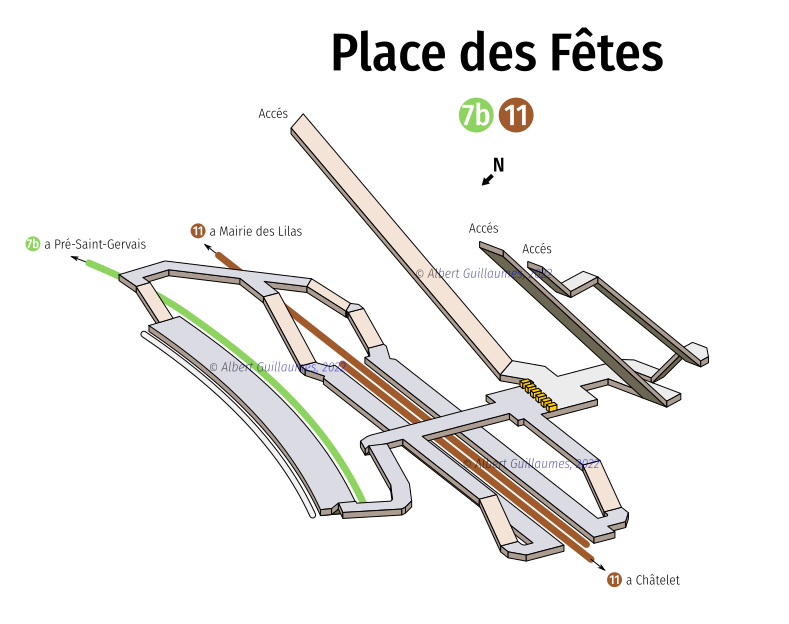 Place des Fêtes
7b 11
Accés
N
Accés
Accés
11 a Mairie des Lilas
7b a Pré-Saint-Gervais
© Albert Guillaumes, 2022
© Albert Guillaumes, 2022
© Albert Guillaumes, 2022
11 a Châtelet